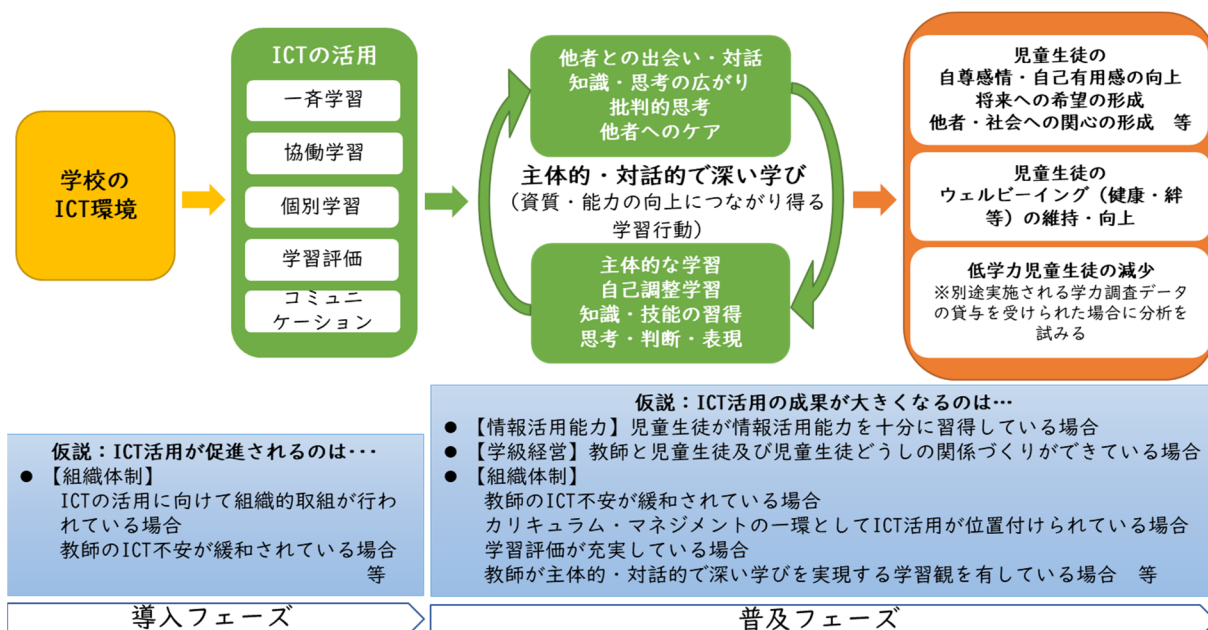 学校の
ICT環境
ICTの活用
一斉学習
協働学習
個別学習
学習評価
コミュニ
ケーション
他者との出会い・対話
知識・思考の広がり
批判的思考
他者へのケア
主体的・対話的で深い学び
(資質・能力の向上につながり得る
学習行動)
主体的な学習
自己調整学習
知識・技能の習得
思考・判断・表現
児童生徒の
自尊感情・自己有用感の向上
将来への希望の形成
他者・社会への関心の形成 等
児童生徒の
ウェルビーイング(健康・絆
等)の維持・向上
低学力児童生徒の減少
※別途実施される学力調査データ
の貸与を受けられた場合に分析を
試みる
仮説:ICT活用が促進されるのは・・・
● 【組織体制】
ICTの活用に向けて組織的取組が行わ
れている場合
教師のICT不安が緩和されている場合
等
仮説:ICT活用の成果が大きくなるのは…
● 【情報活用能力】児童生徒が情報活用能力を十分に習得している場合
● 【学級経営】教師と児童生徒及び児童生徒どうしの関係づくりができている場合
● 【組織体制】
教師のICT不安が緩和されている場合
カリキュラム・マネジメントの一環としてICT活用が位置付けられている場合
学習評価が充実している場合
教師が主体的・対話的で深い学びを実現する学習観を有している場合 等
導入フェーズ
普及フェーズ